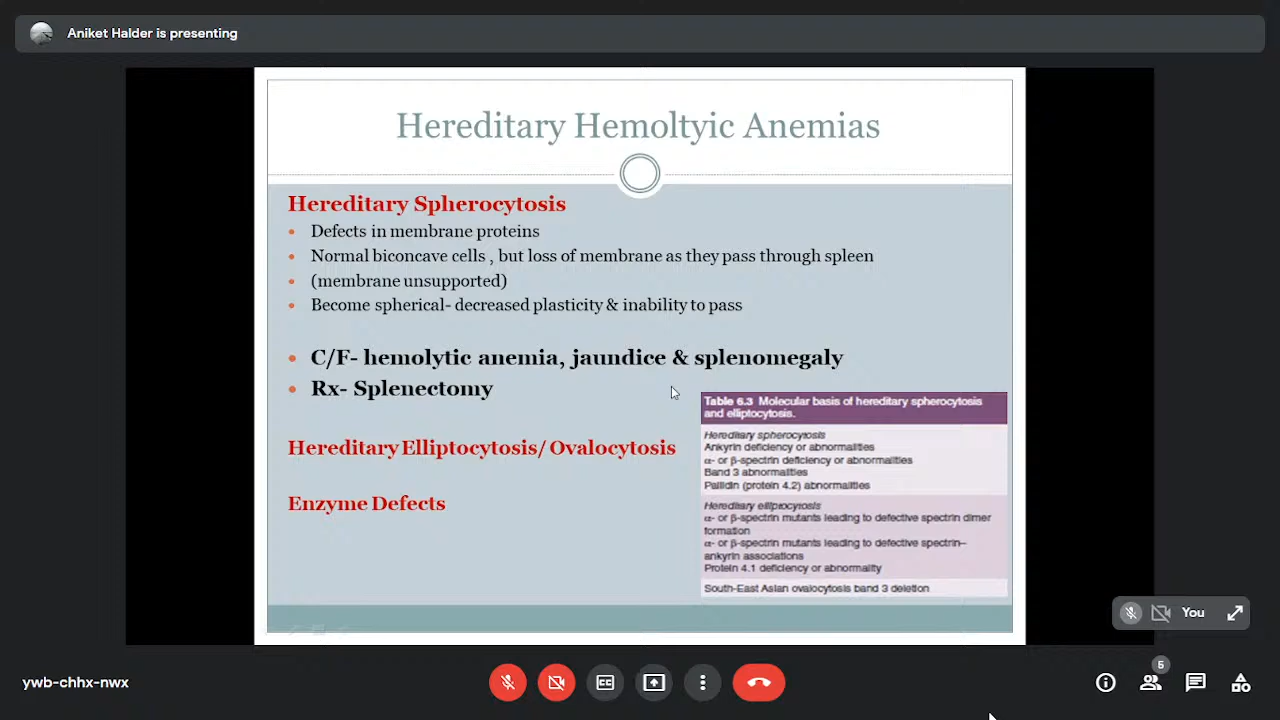 Aniket Halder is presenting
Hereditary Hemoltyic Anemias
Hereditary Spherocytosis
• Defects in membrane proteins
• Normal biconcave cells , but loss of membrane as they pass through spleen
• (membrane unsupported)
• Become spherical- decreased plasticity & inability to pass
• C/F- hemolytic anemia, jaundice & splenomegaly
• Rx- Splenectomy
Hereditary Elliptocytosis/ Ovalocytosis
Enzyme Defects
Table 6.3 Molecular basis of hereditary spherocytosis
and elliptocytosis.
Hereditary spherocytosis
Ankyrin deficiency or abnormalities
α- or β-spectrin deficiency or abnormalities
Band 3 abnormalities
Pallidin (protein 4.2) abnormalities
Hereditary elliptocytosis
α- or β-spectrin mutants leading to defective spectrin dimer
formation
α- or β-spectrin mutants leading to defective spectrin–
ankyrin associations
Protein 4.1 deficiency or abnormality
South-East Asian ovalocytosis band 3 deletion
You
ywb-chhx-nwx
CC
5